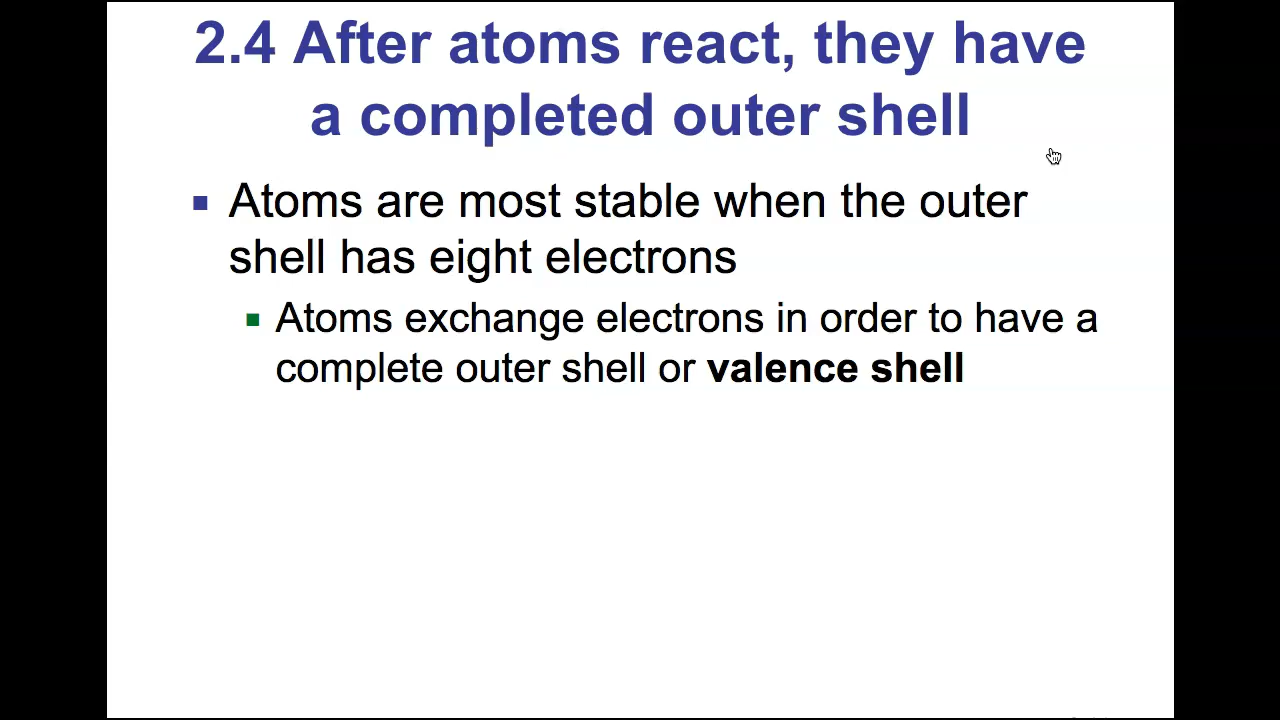 2.4 After atoms react, they have
a completed outer shell
▪ Atoms are most stable when the outer
shell has eight electrons
▪ Atoms exchange electrons in order to have a
complete outer shell or valence shell